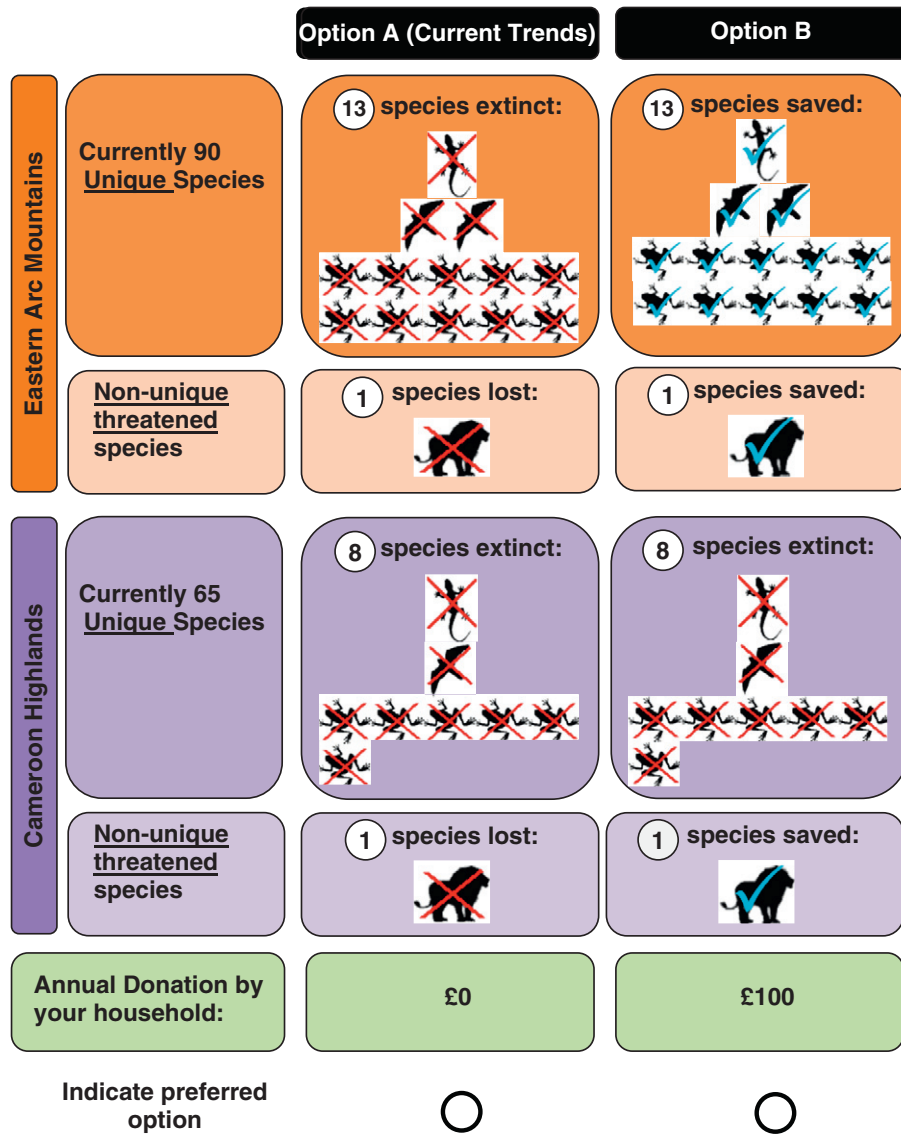 Option A (Current Trends)
Option B
Eastern Arc Mountains
Currently 90
Unique Species
13 species extinct:
13 species saved:
Non-unique
threatened
species
1 species lost:
1 species saved:
Cameroon Highlands
Currently 65
Unique Species
8 species extinct:
8 species extinct:
Non-unique
threatened
species
1 species lost:
1 species saved:
Annual Donation by
your household:
£0
£100
Indicate preferred
option